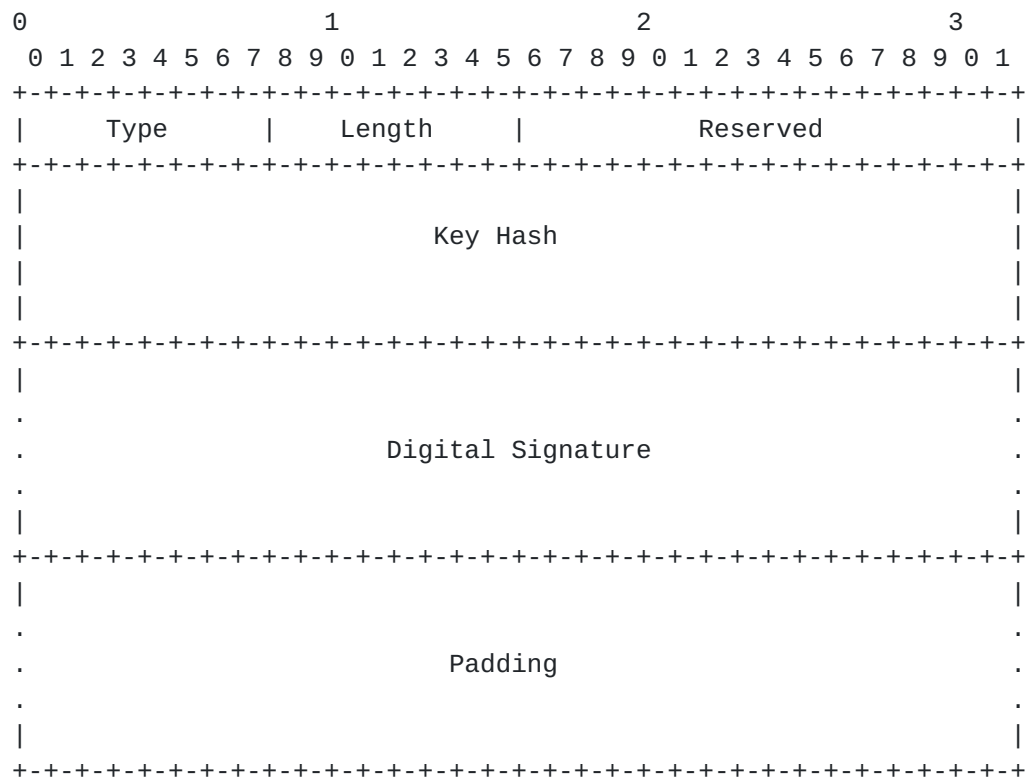 0                   1                   2                   3
 0 1 2 3 4 5 6 7 8 9 0 1 2 3 4 5 6 7 8 9 0 1 2 3 4 5 6 7 8 9 0 1
+-+-+-+-+-+-+-+-+-+-+-+-+-+-+-+-+-+-+-+-+-+-+-+-+-+-+-+-+-+-+-+-+
|     Type      |    Length     |           Reserved            |
+-+-+-+-+-+-+-+-+-+-+-+-+-+-+-+-+-+-+-+-+-+-+-+-+-+-+-+-+-+-+-+-+
|                                                               |
|                          Key Hash                             |
|                                                               |
|                                                               |
+-+-+-+-+-+-+-+-+-+-+-+-+-+-+-+-+-+-+-+-+-+-+-+-+-+-+-+-+-+-+-+-+
|                                                               |
.                                                               .
.                       Digital Signature                       .
.                                                               .
|                                                               |
+-+-+-+-+-+-+-+-+-+-+-+-+-+-+-+-+-+-+-+-+-+-+-+-+-+-+-+-+-+-+-+-+
|                                                               |
.                                                               .
.                           Padding                             .
.                                                               .
|                                                               |
+-+-+-+-+-+-+-+-+-+-+-+-+-+-+-+-+-+-+-+-+-+-+-+-+-+-+-+-+-+-+-+-+